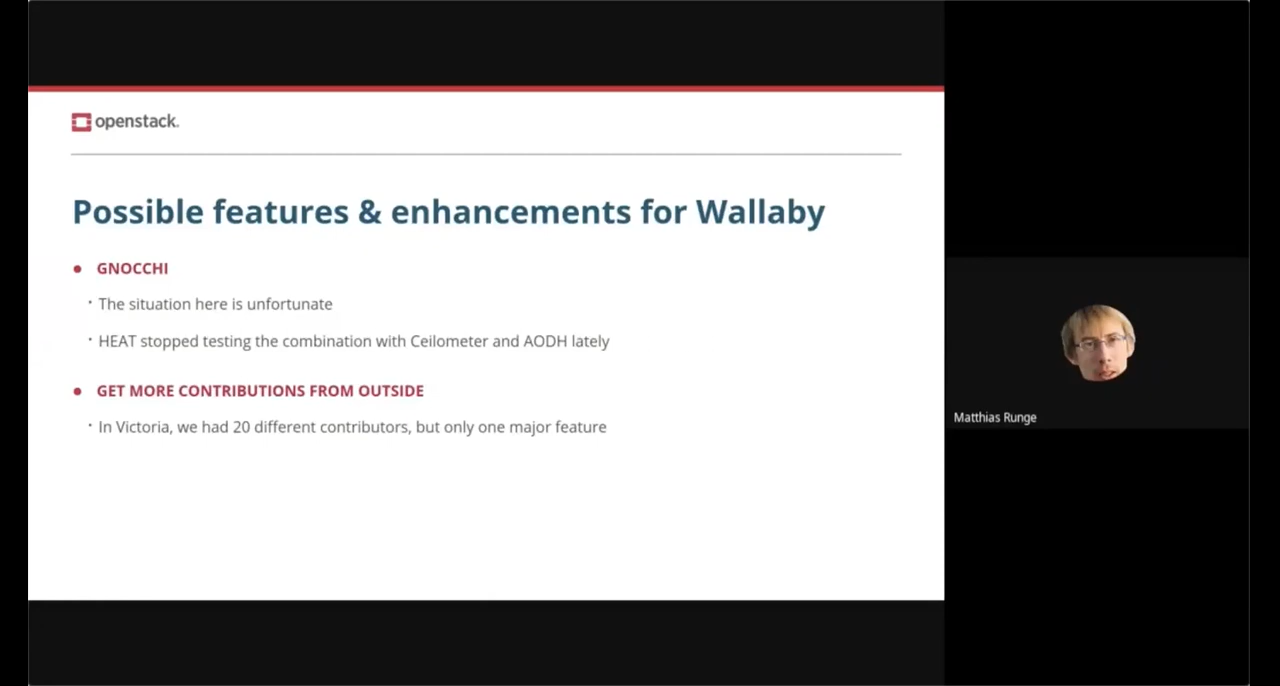 openstack.
Possible features & enhancements for Wallaby
● GNOCCHI
· The situation here is unfortunate
· HEAT stopped testing the combination with Ceilometer and AODH lately
● GET MORE CONTRIBUTIONS FROM OUTSIDE
· In Victoria, we had 20 different contributors, but only one major feature
Matthias Runge